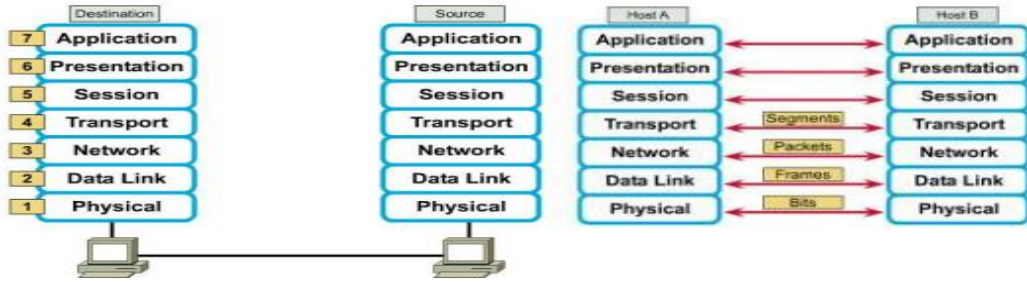 Destination Source Host A Host B
7 Application Application Application Application
6 Presentation Presentation Presentation Presentation
5 Session Session Session Session
4 Transport Transport Transport Segments Transport
3 Network Network Network Packets Network
2 Data Link Data Link Data Link Frames Data Link
1 Physical Physical Physical Bits Physical